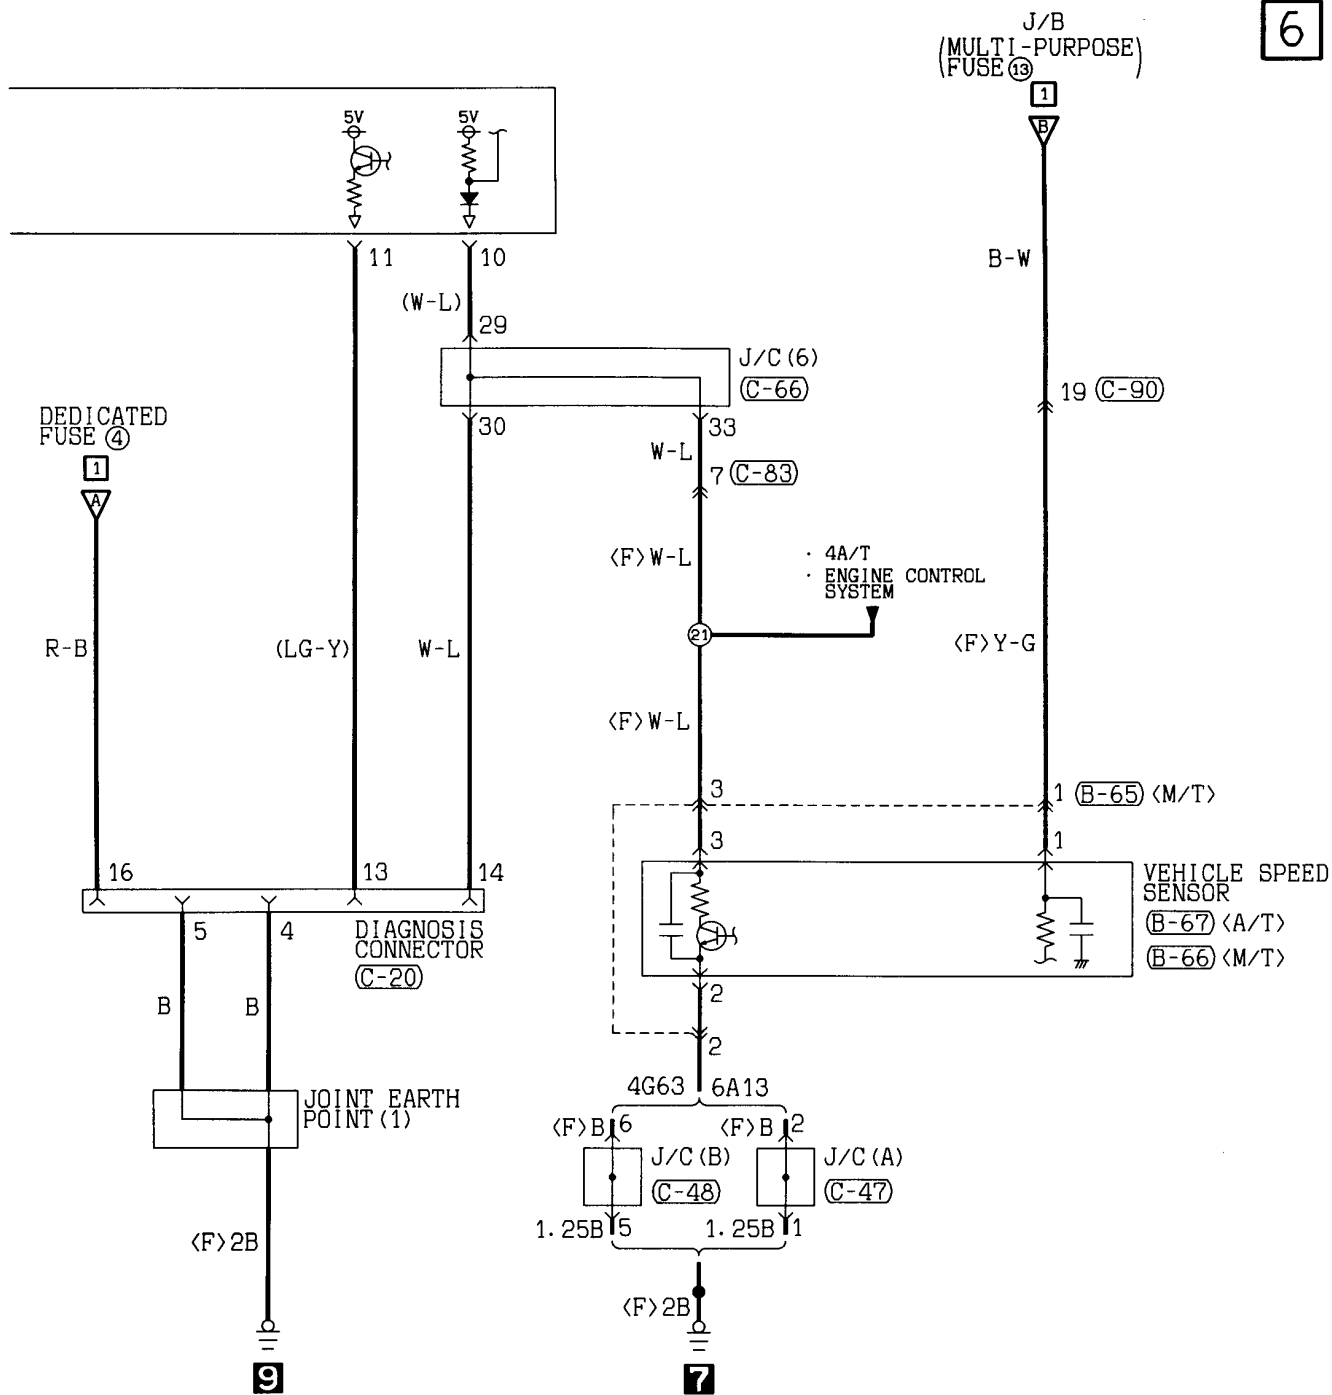 6
J/B
(MULTI-PURPOSE)
FUSE⑬
1
B
5V
5V
11
10
B-W
(W-L)
29
J/C(6)
C-66
19 C-90
DEDICATED
FUSE ④
1
A
30
33
W-L
7 C-83
<F>W-L
· 4A/T
· ENGINE CONTROL
SYSTEM
21
R-B
(LG-Y)
W-L
<F>Y-G
<F>W-L
3
1 B-65 <M/T>
3
1
16
13
14
VEHICLE SPEED
SENSOR
B-67 <A/T>
B-66 <M/T>
5
4
DIAGNOSIS
CONNECTOR
C-20
2
B
B
2
4G63
6A13
JOINT EARTH
POINT(1)
<F>B
6
<F>B
2
J/C(B)
C-48
J/C(A)
C-47
1.25B
5
1.25B
1
<F>2B
<F>2B
9
7